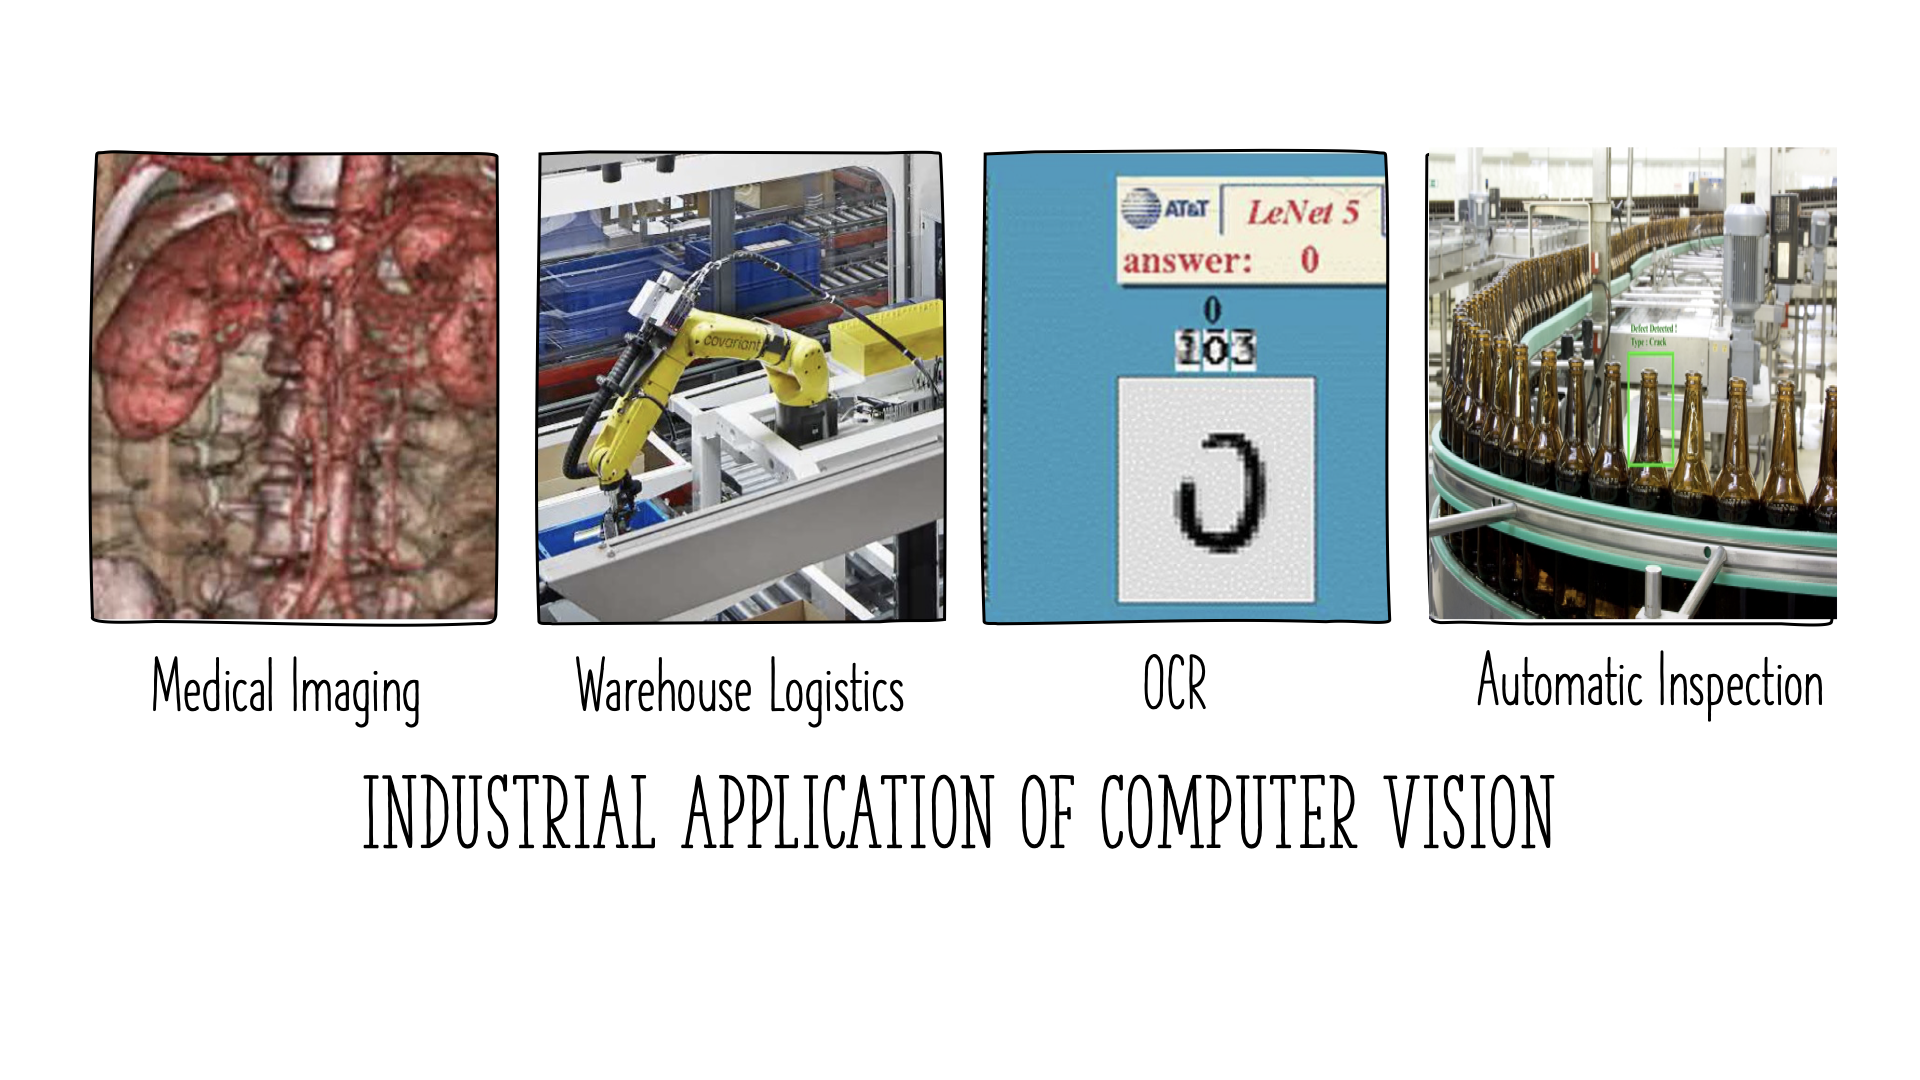 covariant
AT&T LeNet 5
answer: 0
0
103
Defect Detected !
Type : Crack
Medical Imaging
Warehouse Logistics
OCR
Automatic Inspection
INDUSTRIAL APPLICATION OF COMPUTER VISION